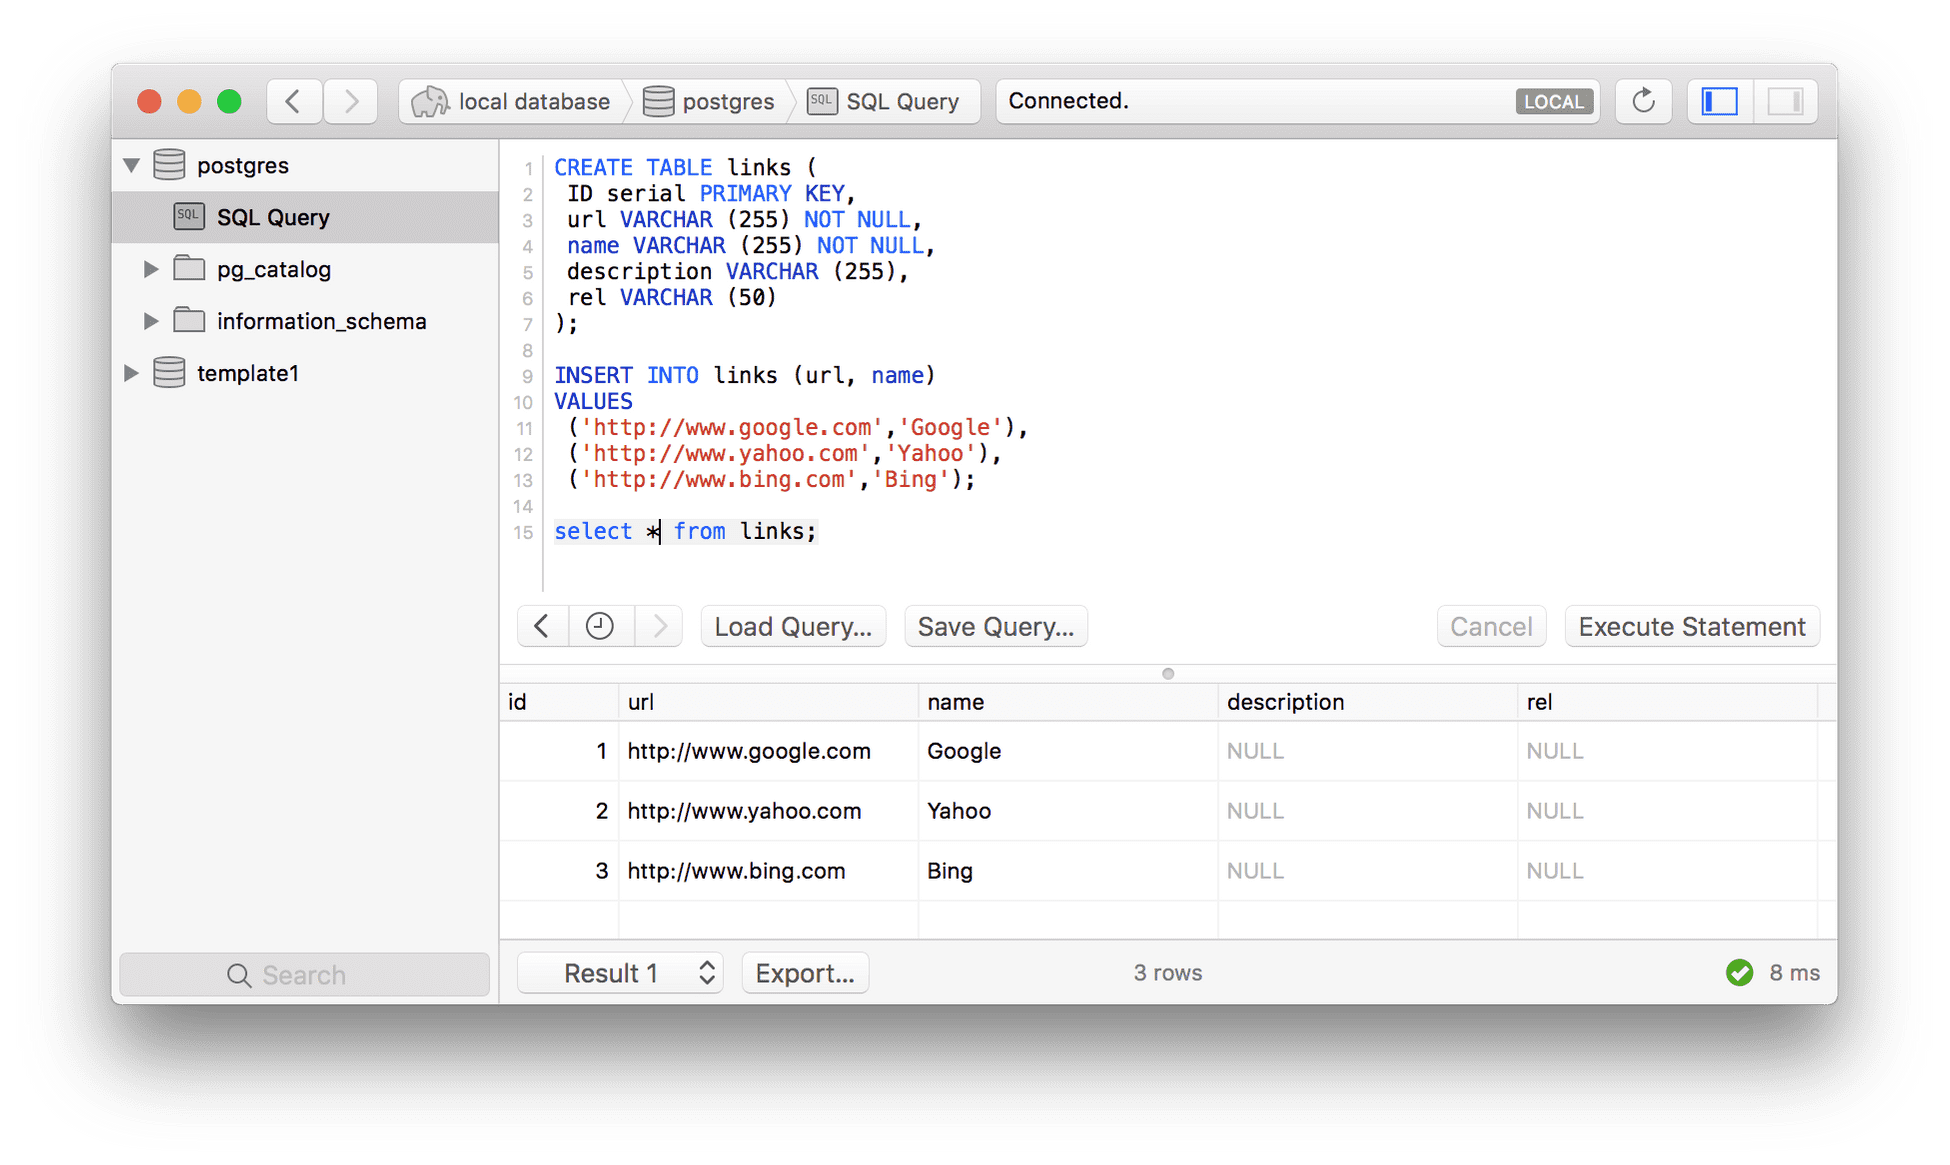 local database postgres SQL SQL Query Connected. LOCAL
postgres
SQL SQL Query
pg_catalog
information_schema
template1
Search
1 CREATE TABLE links (
2 ID serial PRIMARY KEY,
3 url VARCHAR (255) NOT NULL,
4 name VARCHAR (255) NOT NULL,
5 description VARCHAR (255),
6 rel VARCHAR (50)
7 );
8
9 INSERT INTO links (url, name)
10 VALUES
11 ('http://www.google.com','Google'),
12 ('http://www.yahoo.com','Yahoo'),
13 ('http://www.bing.com','Bing');
14
15 select * from links;
Load Query... Save Query... Cancel Execute Statement
id url name description rel
1 http://www.google.com Google NULL NULL
2 http://www.yahoo.com Yahoo NULL NULL
3 http://www.bing.com Bing NULL NULL
Result 1 Export... 3 rows 8 ms